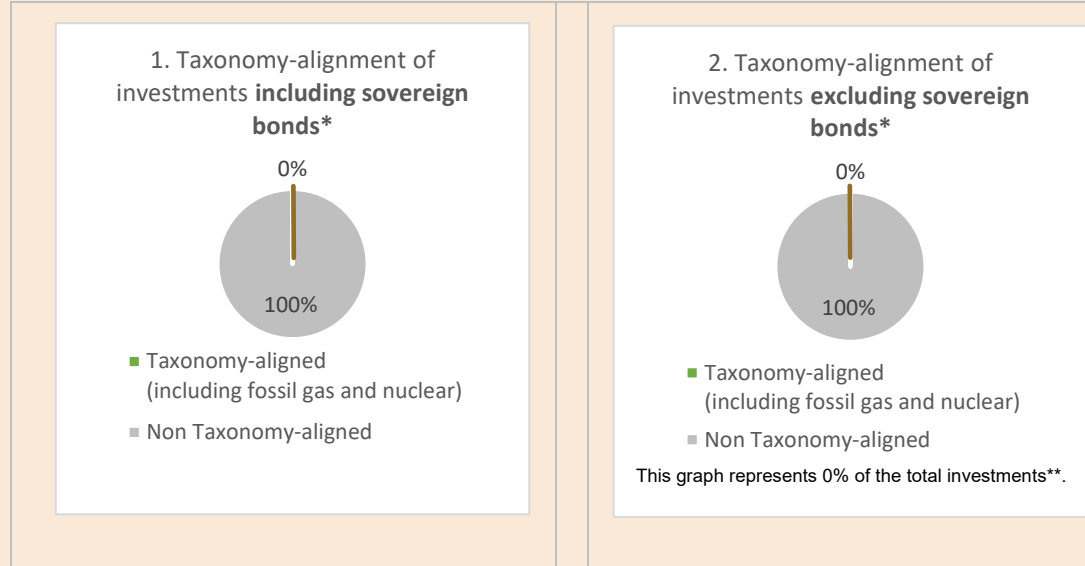 1. Taxonomy-alignment of
investments including sovereign
bonds*
0%
100%
Taxonomy-aligned
(including fossil gas and nuclear)
Non Taxonomy-aligned
2. Taxonomy-alignment of
investments excluding sovereign
bonds*
0%
100%
Taxonomy-aligned
(including fossil gas and nuclear)
Non Taxonomy-aligned
This graph represents 0% of the total investments**.